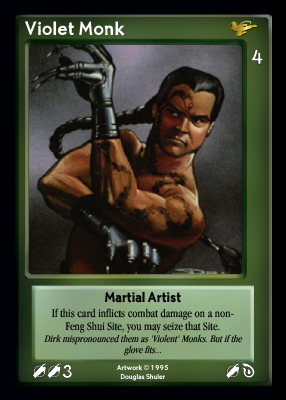 Violet Monk
4
Martial Artist
If this card inflicts combat damage on a non-
Feng Shui Site, you may seize that Site.
Dirk mispronounced them as 'Violent' Monks. But if the
glove fits...
3
Artwork © 1995
Douglas Shuler